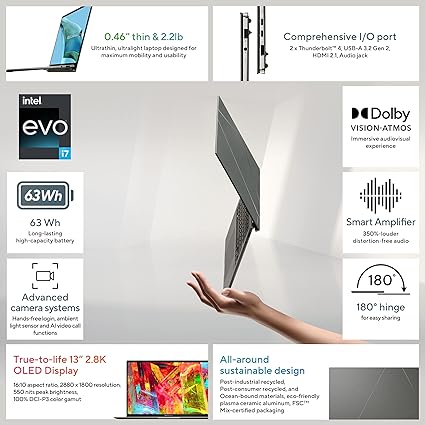 0.46" thin & 2.2lb
Ultrathin, ultralight laptop designed for
maximum mobility and usability
Comprehensive I/O port
2 x Thunderbolt™ 4, USB-A 3.2 Gen 2,
HDMI 2.1, Audio jack
intel
evo
i7
Dolby
VISION·ATMOS
Immersive audiovisual
experience
63Wh
63 Wh
Long-lasting
high-capacity battery
Smart Amplifier
350%-louder
distortion-free audio
Advanced
camera systems
Hands-free login, ambient
light sensor and AI video call
functions
180°
180° hinge
for easy sharing
True-to-life 13" 2.8K
OLED Display
16:10 aspect ratio, 2880 x 1800 resolution,
550 nits peak brightness,
100% DCI-P3 color gamut
All-around
sustainable design
Post-industrial recycled,
Post-consumer recycled, and
Ocean-bound materials, eco-friendly
plasma ceramic aluminum, FSC™
Mix-certified packaging